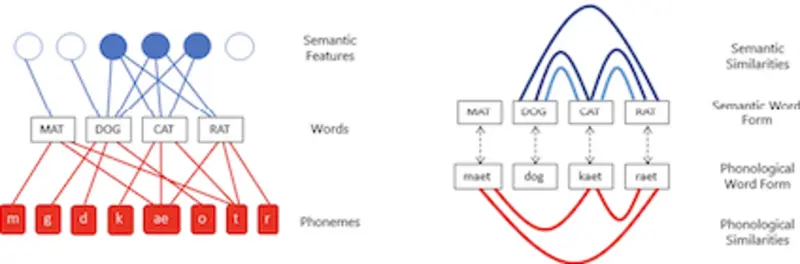 Semantic
Features
MAT DOG CAT RAT
Words
m g d k ae o t r
Phonemes
Semantic
Similarities
MAT DOG CAT RAT
Semantic Word
Form
maet dog kaet raet
Phonological
Word Form
Phonological
Similarities